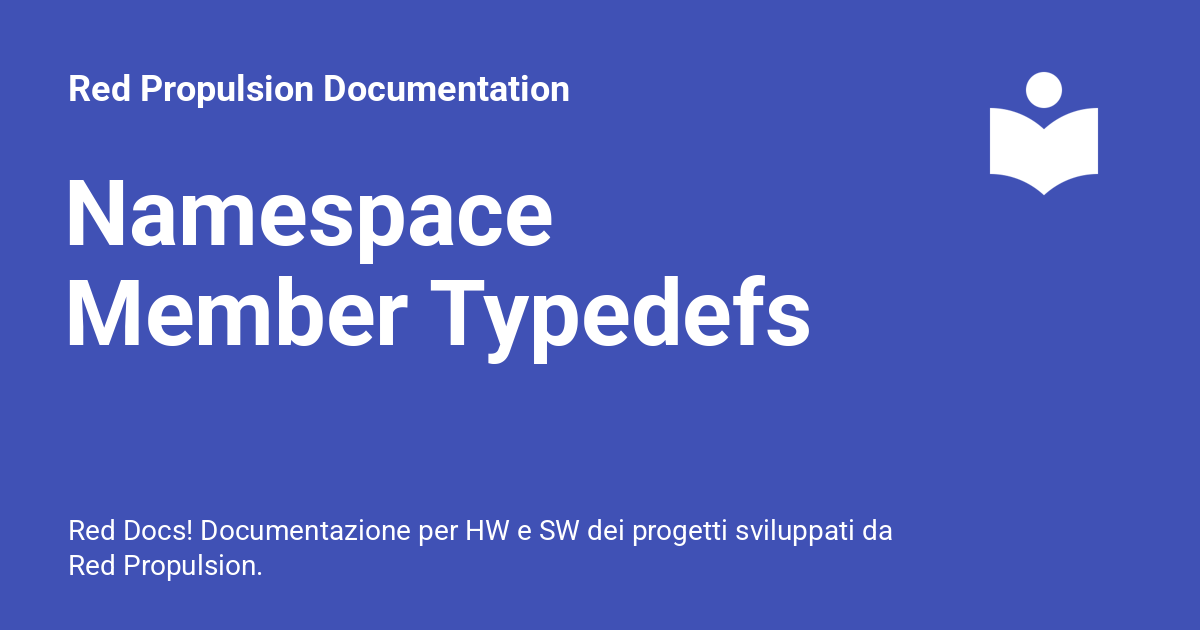 Red Propulsion Documentation
Namespace
Member Typedefs
Red Docs! Documentazione per HW e SW dei progetti sviluppati da
Red Propulsion.